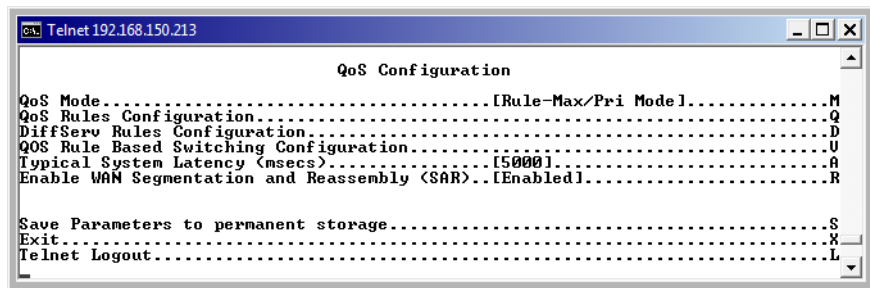 Telnet 192.168.150.213
QoS Configuration
QoS Mode..............................................[Rule-Max/Pri Mode].............M
QoS Rules Configuration....................................................................Q
DiffServ Rules Configuration...............................................................D
QOS Rule Based Switching Configuration.................................................V
Typical System Latency (msecs)...................[5000]................................A
Enable WAN Segmentation and Reassembly (SAR)..[Enabled].............................R
Save Parameters to permanent storage....................................................S
Exit.......................................................................................X
Telnet Logout..............................................................................L